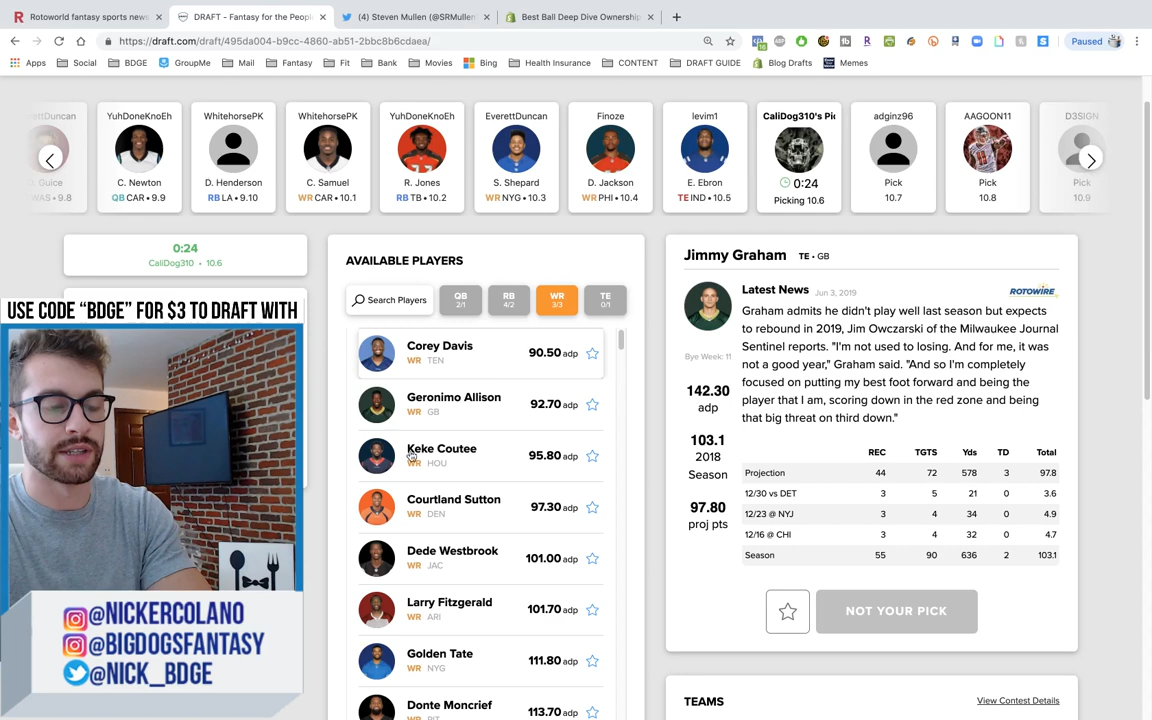 Rotoworld fantasy sports news
DRAFT - Fantasy for the People
(4) Steven Mullen (@SRMullen
Best Ball Deep Dive Ownership
https://draft.com/draft/495da004-b9cc-4860-ab51-2bbc8b6cdaea/
Paused
Apps Social BDGE GroupMe Mail Fantasy Fit Bank Movies Bing Health Insurance CONTENT DRAFT GUIDE Blog Drafts Memes
YuhDoneKnoEh WhitehorsePK WhitehorsePK YuhDoneKnoEh EverettDuncan Finoze levim1 CaliDog310's Pic adginz96 AAGOON11 D3SIGN
C. Newton D. Henderson C. Samuel R. Jones S. Shepard D. Jackson E. Ebron 0:24 Pick Pick Pick
WAS • 9.8 QB CAR • 9.9 RB LA • 9.10 WR CAR • 10.1 RB TB • 10.2 WR NYG • 10.3 WR PHI • 10.4 TE IND • 10.5 Picking 10.6 10.7 10.8 10.9
0:24
CaliDog310 • 10.6
USE CODE "BDGE" FOR $3 TO DRAFT WITH
@NICKERCOLANO
@BIGDOGSFANTASY
@NICK_BDGE
AVAILABLE PLAYERS
Search Players
QB 2/1
RB 4/2
WR 3/3
TE 0/1
Corey Davis 90.50 adp
WR TEN
Geronimo Allison 92.70 adp
WR GB
Keke Coutee 95.80 adp
WR HOU
Courtland Sutton 97.30 adp
WR DEN
Dede Westbrook 101.00 adp
WR JAC
Larry Fitzgerald 101.70 adp
WR ARI
Golden Tate 111.80 adp
WR NYG
Donte Moncrief 113.70 adp
Jimmy Graham TE • GB
Latest News Jun 3, 2019
ROTOWIRE
Graham admits he didn't play well last season but expects
to rebound in 2019, Jim Owczarski of the Milwaukee Journal
Sentinel reports. "I'm not used to losing. And for me, it was
not a good year," Graham said. "And so I'm completely
focused on putting my best foot forward and being the
player that I am, scoring down in the red zone and being
that big threat on third down."
Bye Week: 11
142.30
adp
103.1
2018
Season
97.80
proj pts
REC TGTS Yds TD Total
Projection 44 72 578 3 97.8
12/30 vs DET 3 5 21 0 3.6
12/23 @ NYJ 3 4 34 0 4.9
12/16 @ CHI 3 4 32 0 4.7
Season 55 90 636 2 103.1
NOT YOUR PICK
TEAMS
View Contest Details